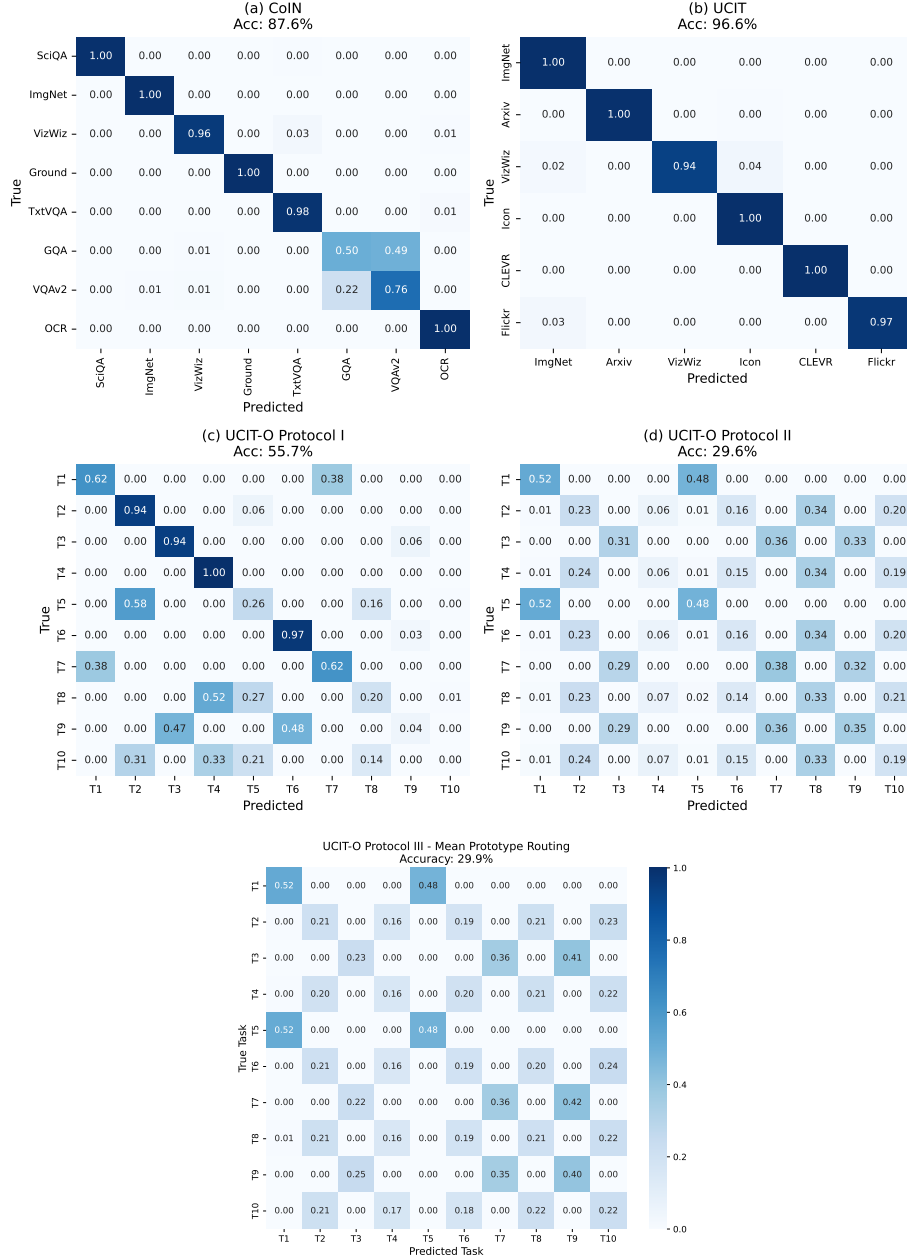 (a) CoIN
Acc: 87.6%
SciQA 1.00 0.00 0.00 0.00 0.00 0.00 0.00 0.00
ImgNet 0.00 1.00 0.00 0.00 0.00 0.00 0.00 0.00
VizWiz 0.00 0.00 0.96 0.00 0.03 0.00 0.00 0.01
Ground 0.00 0.00 0.00 1.00 0.00 0.00 0.00 0.00
TxtVQA 0.00 0.00 0.00 0.00 0.98 0.00 0.00 0.01
GQA 0.00 0.00 0.01 0.00 0.00 0.50 0.49 0.00
VQAv2 0.00 0.01 0.01 0.00 0.00 0.22 0.76 0.00
OCR 0.00 0.00 0.00 0.00 0.00 0.00 0.00 1.00
SciQA ImgNet VizWiz Ground TxtVQA GQA VQAv2 OCR
True
Predicted
(b) UCIT
Acc: 96.6%
ImgNet 1.00 0.00 0.00 0.00 0.00 0.00
Arxiv 0.00 1.00 0.00 0.00 0.00 0.00
VizWiz 0.02 0.00 0.94 0.04 0.00 0.00
Icon 0.00 0.00 0.00 1.00 0.00 0.00
CLEVR 0.00 0.00 0.00 0.00 1.00 0.00
Flickr 0.03 0.00 0.00 0.00 0.00 0.97
ImgNet Arxiv VizWiz Icon CLEVR Flickr
True
Predicted
(c) UCIT-O Protocol I
Acc: 55.7%
T1 0.62 0.00 0.00 0.00 0.00 0.00 0.38 0.00 0.00 0.00
T2 0.00 0.94 0.00 0.00 0.06 0.00 0.00 0.00 0.00 0.00
T3 0.00 0.00 0.94 0.00 0.00 0.00 0.00 0.00 0.06 0.00
T4 0.00 0.00 0.00 1.00 0.00 0.00 0.00 0.00 0.00 0.00
T5 0.00 0.58 0.00 0.00 0.26 0.00 0.00 0.16 0.00 0.00
T6 0.00 0.00 0.00 0.00 0.00 0.97 0.00 0.00 0.03 0.00
T7 0.38 0.00 0.00 0.00 0.00 0.00 0.62 0.00 0.00 0.00
T8 0.00 0.00 0.00 0.52 0.27 0.00 0.00 0.20 0.00 0.01
T9 0.00 0.00 0.47 0.00 0.00 0.48 0.00 0.00 0.04 0.00
T10 0.00 0.31 0.00 0.33 0.21 0.00 0.00 0.14 0.00 0.00
T1 T2 T3 T4 T5 T6 T7 T8 T9 T10
True
Predicted
(d) UCIT-O Protocol II
Acc: 29.6%
T1 0.52 0.00 0.00 0.00 0.48 0.00 0.00 0.00 0.00 0.00
T2 0.01 0.23 0.00 0.06 0.01 0.16 0.00 0.34 0.00 0.20
T3 0.00 0.00 0.31 0.00 0.00 0.00 0.36 0.00 0.33 0.00
T4 0.01 0.24 0.00 0.06 0.01 0.15 0.00 0.34 0.00 0.19
T5 0.52 0.00 0.00 0.00 0.48 0.00 0.00 0.00 0.00 0.00
T6 0.01 0.23 0.00 0.06 0.01 0.16 0.00 0.34 0.00 0.20
T7 0.00 0.00 0.29 0.00 0.00 0.00 0.38 0.00 0.32 0.00
T8 0.01 0.23 0.00 0.07 0.02 0.14 0.00 0.33 0.00 0.21
T9 0.00 0.00 0.29 0.00 0.00 0.00 0.36 0.00 0.35 0.00
T10 0.01 0.24 0.00 0.07 0.01 0.15 0.00 0.33 0.00 0.19
T1 T2 T3 T4 T5 T6 T7 T8 T9 T10
True
Predicted
UCIT-O Protocol III - Mean Prototype Routing
Accuracy: 29.9%
T1 0.52 0.00 0.00 0.00 0.48 0.00 0.00 0.00 0.00 0.00
T2 0.00 0.21 0.00 0.16 0.00 0.19 0.00 0.21 0.00 0.23
T3 0.00 0.00 0.23 0.00 0.00 0.00 0.36 0.00 0.41 0.00
T4 0.00 0.20 0.00 0.16 0.00 0.20 0.00 0.21 0.00 0.22
T5 0.52 0.00 0.00 0.00 0.48 0.00 0.00 0.00 0.00 0.00
T6 0.00 0.21 0.00 0.16 0.00 0.19 0.00 0.20 0.00 0.24
T7 0.00 0.00 0.22 0.00 0.00 0.00 0.36 0.00 0.42 0.00
T8 0.01 0.21 0.00 0.16 0.00 0.19 0.00 0.21 0.00 0.22
T9 0.00 0.00 0.25 0.00 0.00 0.00 0.35 0.00 0.40 0.00
T10 0.00 0.21 0.00 0.17 0.00 0.18 0.00 0.22 0.00 0.22
T1 T2 T3 T4 T5 T6 T7 T8 T9 T10
True Task
Predicted Task
1.0
0.8
0.6
0.4
0.2
0.0